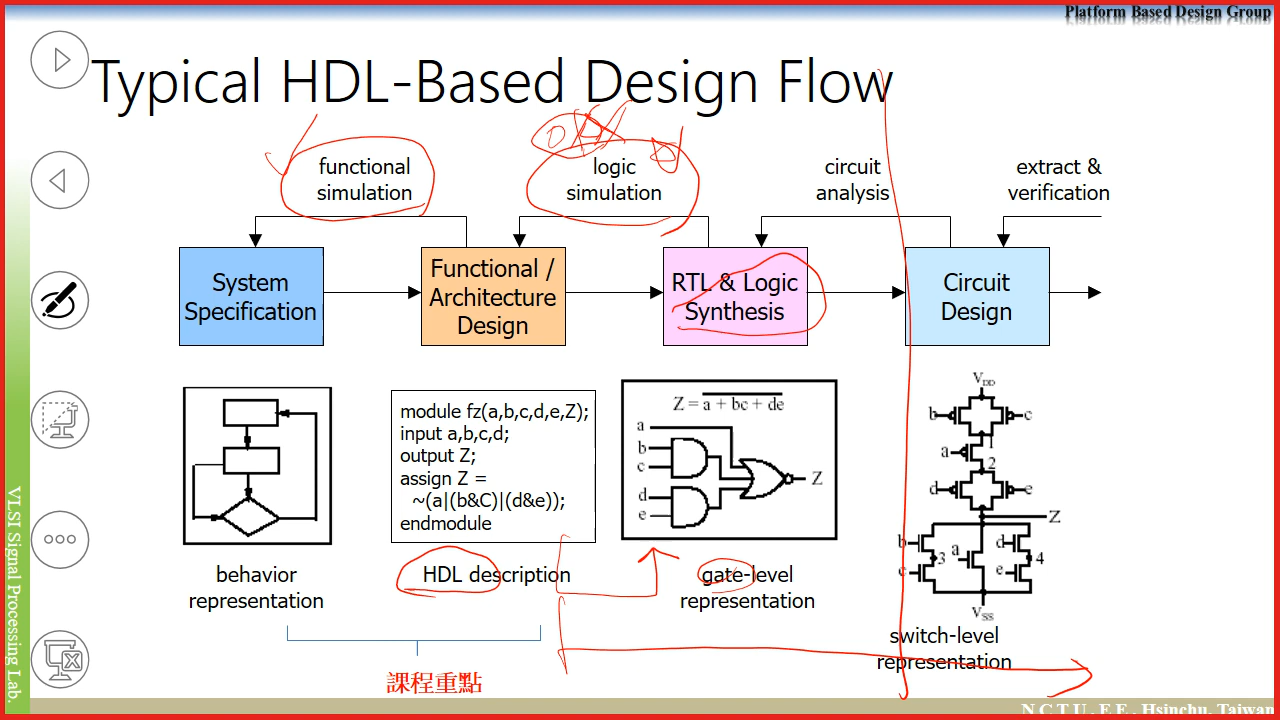 Platform Based Design Group
Typical HDL-Based Design Flow
functional
simulation
logic
simulation
circuit
analysis
extract &
verification
System
Specification
Functional /
Architecture
Design
RTL & Logic
Synthesis
Circuit
Design
module fz(a,b,c,d,e,Z);
input a,b,c,d;
output Z;
assign Z =
~(a|(b&C)|(d&e));
endmodule
Z = a + bc + de
a
b
c
d
e
Z
VDD
b
c
a
1
2
d
e
Z
b
a
d
3
4
c
e
VSS
behavior
representation
HDL description
gate-level
representation
switch-level
representation
課程重點
VLSI Signal Processing Lab.
N C T U . E E , Hsinchu, Taiwan